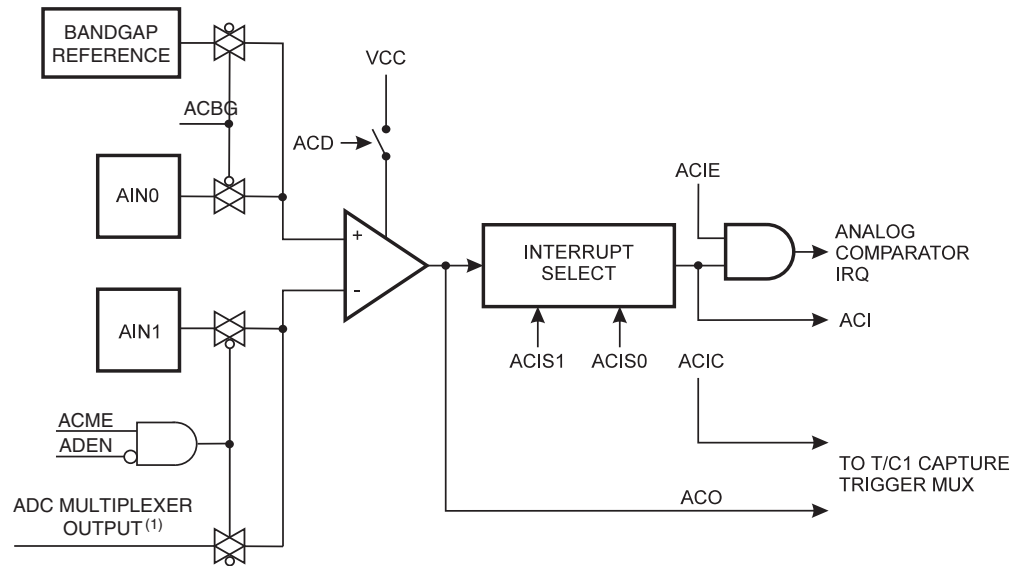 BANDGAP
REFERENCE
VCC
ACBG
ACD
AIN0
ACIE
+
INTERRUPT
SELECT
ANALOG
COMPARATOR
IRQ
-
AIN1
ACI
ACIS1
ACIS0
ACIC
ACME
ADEN
TO T/C1 CAPTURE
TRIGGER MUX
ACO
ADC MULTIPLEXER
OUTPUT (1)